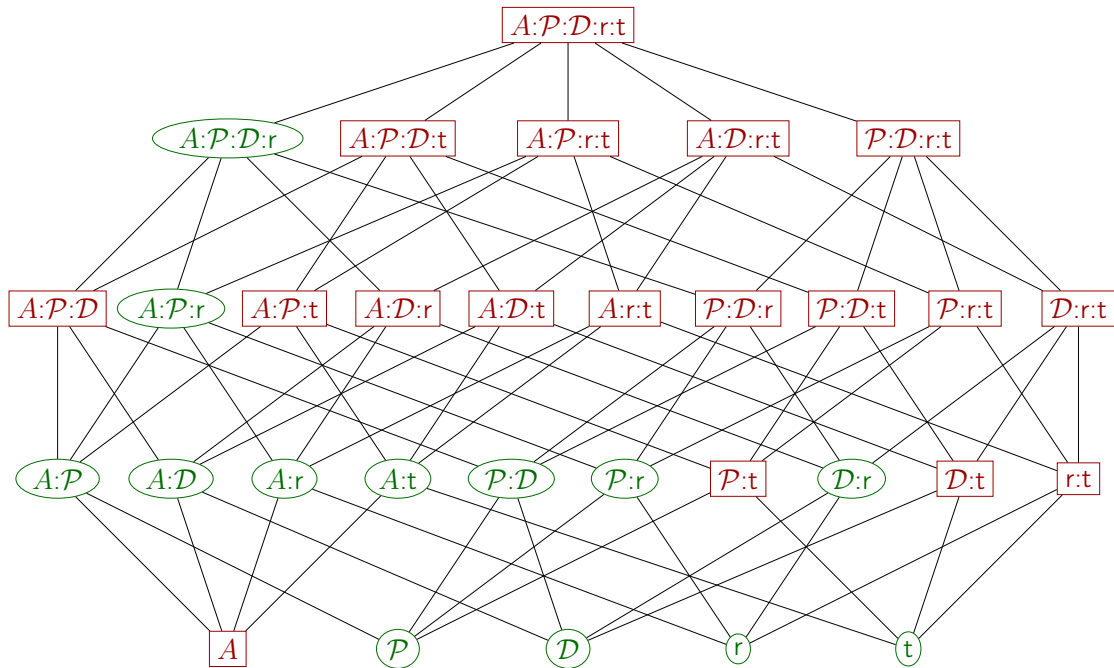 A:𝒫:𝒟:r:t
A:𝒫:𝒟:r A:𝒫:𝒟:t A:𝒫:r:t A:𝒟:r:t 𝒫:𝒟:r:t
A:𝒫:𝒟 A:𝒫:r A:𝒫:t A:𝒟:r A:𝒟:t A:r:t 𝒫:𝒟:r 𝒫:𝒟:t 𝒫:r:t 𝒟:r:t
A:𝒫 A:𝒟 A:r A:t 𝒫:𝒟 𝒫:r 𝒫:t 𝒟:r 𝒟:t r:t
A 𝒫 𝒟 r t